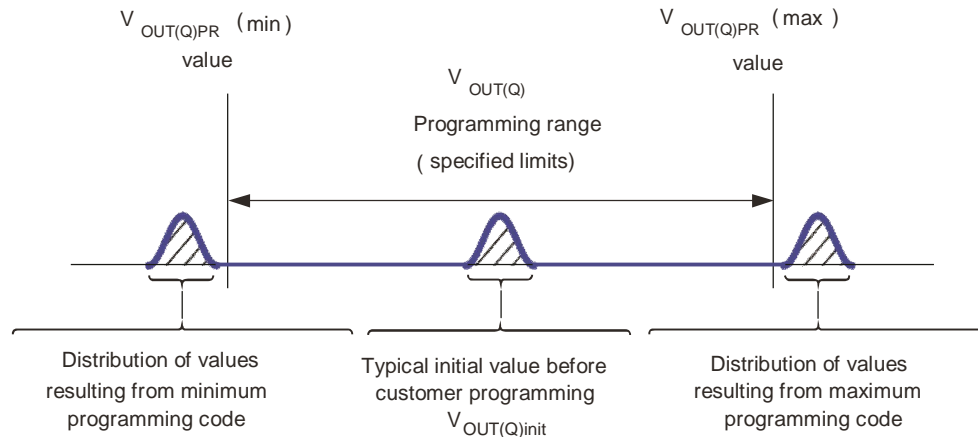 V OUT(Q)PR (min)
value
V OUT(Q)
Programming range
( specified limits)
V OUT(Q)PR (max )
value
Distribution of values
resulting from minimum
programming code
Typical initial value before
customer programming
V OUT(Q)init
Distribution of values
resulting from maximum
programming code